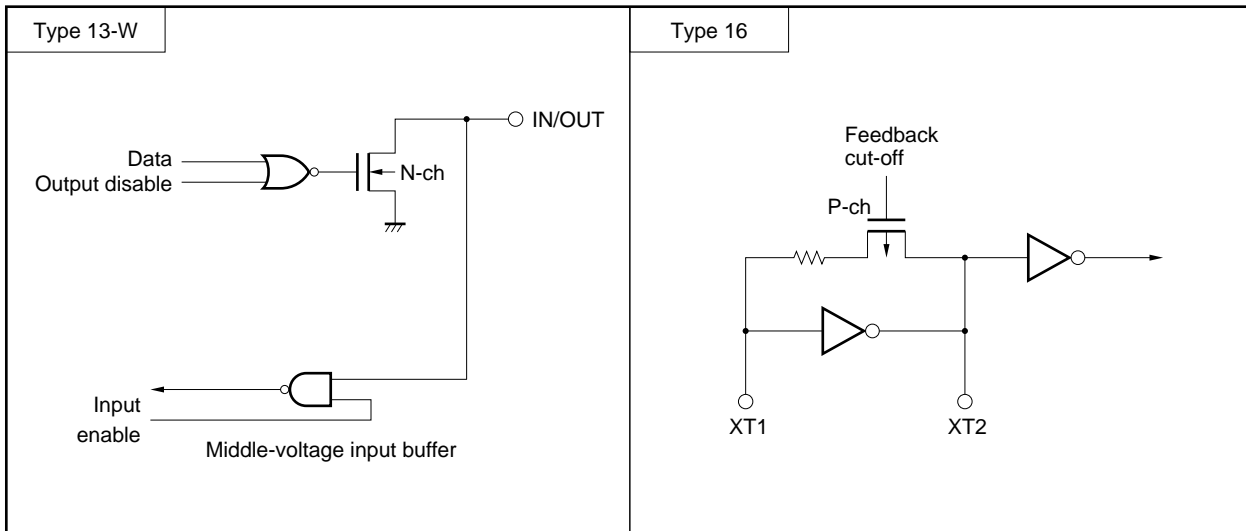 Type 13-W
IN/OUT
Data
Output disable
N-ch
Input
enable
Middle-voltage input buffer
Type 16
Feedback
cut-off
P-ch
XT1
XT2